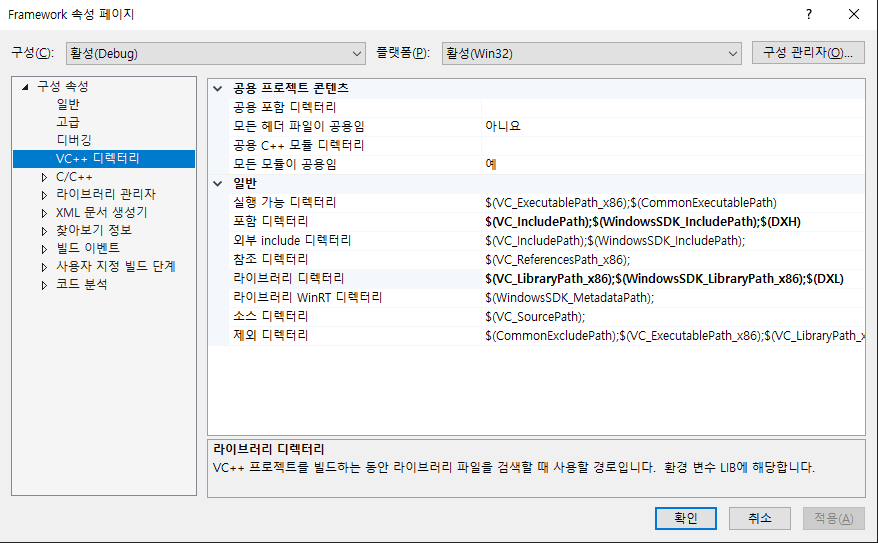 Framework 속성 페이지
구성(C): 활성(Debug) 플랫폼(P): 활성(Win32) 구성 관리자(O)...
구성 속성
일반
고급
디버깅
VC++ 디렉터리
C/C++
라이브러리 관리자
XML 문서 생성기
찾아보기 정보
빌드 이벤트
사용자 지정 빌드 단계
코드 분석
공용 프로젝트 콘텐츠
공용 포함 디렉터리
모든 헤더 파일이 공용임 아니요
공용 C++ 모듈 디렉터리
모든 모듈이 공용임 예
일반
실행 가능 디렉터리 $(VC_ExecutablePath_x86);$(CommonExecutablePath)
포함 디렉터리 $(VC_IncludePath);$(WindowsSDK_IncludePath);$(DXH)
외부 include 디렉터리 $(VC_IncludePath);$(WindowsSDK_IncludePath);
참조 디렉터리 $(VC_ReferencesPath_x86);
라이브러리 디렉터리 $(VC_LibraryPath_x86);$(WindowsSDK_LibraryPath_x86);$(DXL)
라이브러리 WinRT 디렉터리 $(WindowsSDK_MetadataPath);
소스 디렉터리 $(VC_SourcePath);
제외 디렉터리 $(CommonExcludePath);$(VC_ExecutablePath_x86);$(VC_LibraryPath_x
라이브러리 디렉터리
VC++ 프로젝트를 빌드하는 동안 라이브러리 파일을 검색할 때 사용할 경로입니다. 환경 변수 LIB에 해당합니다.
확인 취소 적용(A)